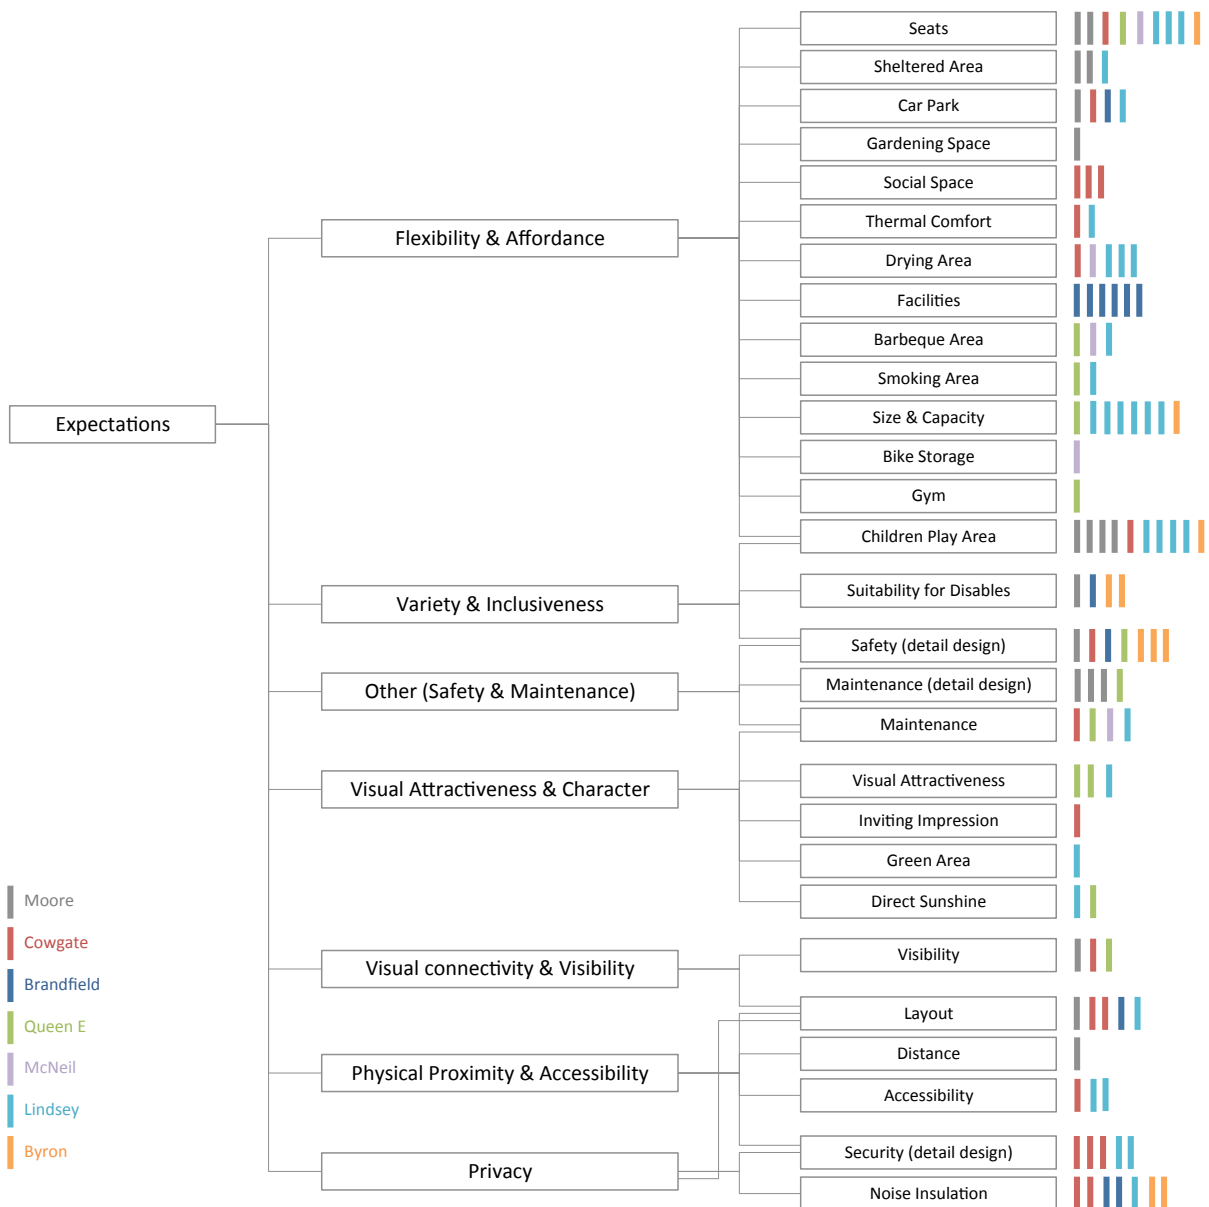 Expectations
Flexibility & Affordance
Variety & Inclusiveness
Other (Safety & Maintenance)
Visual Attractiveness & Character
Visual connectivity & Visibility
Physical Proximity & Accessibility
Privacy
Seats
Sheltered Area
Car Park
Gardening Space
Social Space
Thermal Comfort
Drying Area
Facilities
Barbeque Area
Smoking Area
Size & Capacity
Bike Storage
Gym
Children Play Area
Suitability for Disables
Safety (detail design)
Maintenance (detail design)
Maintenance
Visual Attractiveness
Inviting Impression
Green Area
Direct Sunshine
Visibility
Layout
Distance
Accessibility
Security (detail design)
Noise Insulation
Moore
Cowgate
Brandfield
Queen E
McNeil
Lindsey
Byron